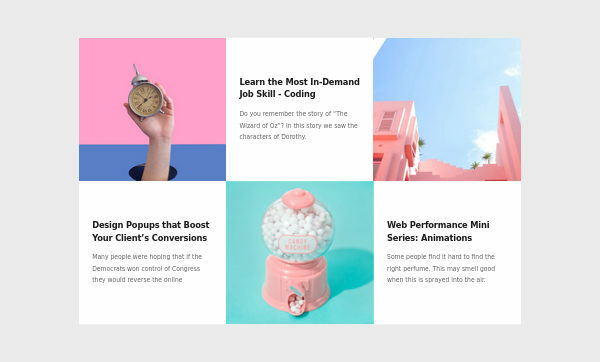 Learn the Most In-Demand
Job Skill - Coding
Do you remember the story of "The
Wizard of Oz"? In this story we saw the
characters of Dorothy.
Design Popups that Boost
Your Client's Conversions
Many people were hoping that if the
Democrats won control of Congress
they would reverse the online
CANDY
MACHINE
Web Performance Mini
Series: Animations
Some people find it hard to find the
right perfume. This may smell good
when this is sprayed into the air.